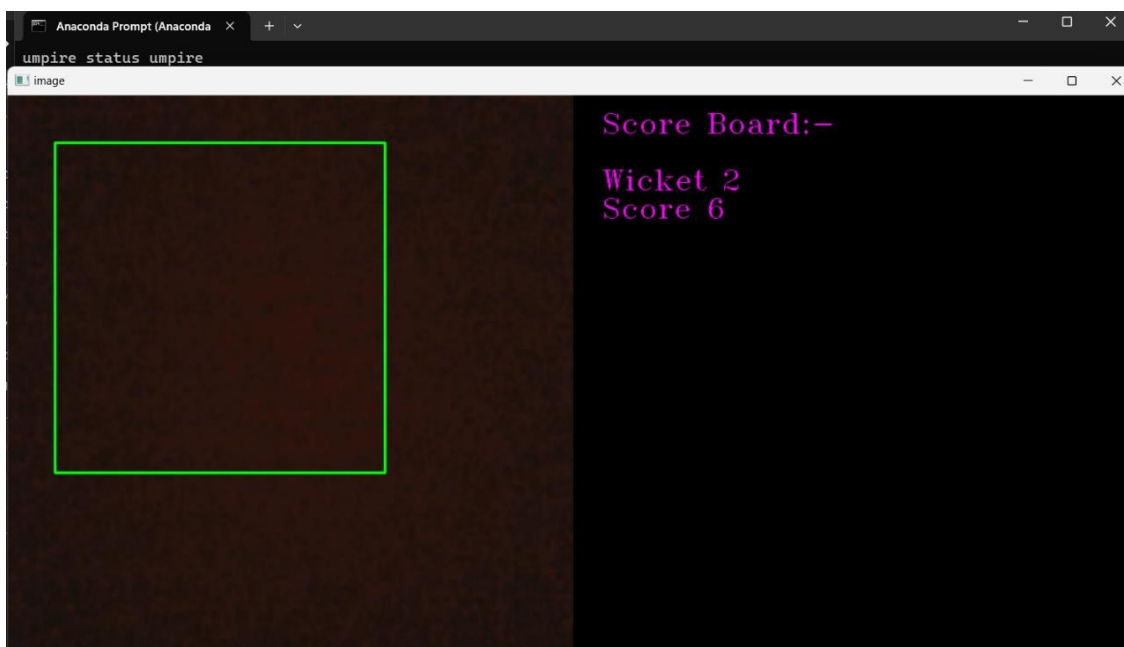 Anaconda Prompt (Anaconda
umpire status umpire
image
Score Board:-
Wicket 2
Score 6